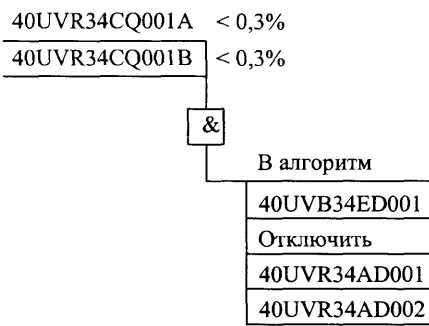 40UVR34CQ001A < 0,3%
40UVR34CQ001B < 0,3%
&
В алгоритм
40UVB34ED001
Отключить
40UVR34AD001
40UVR34AD002